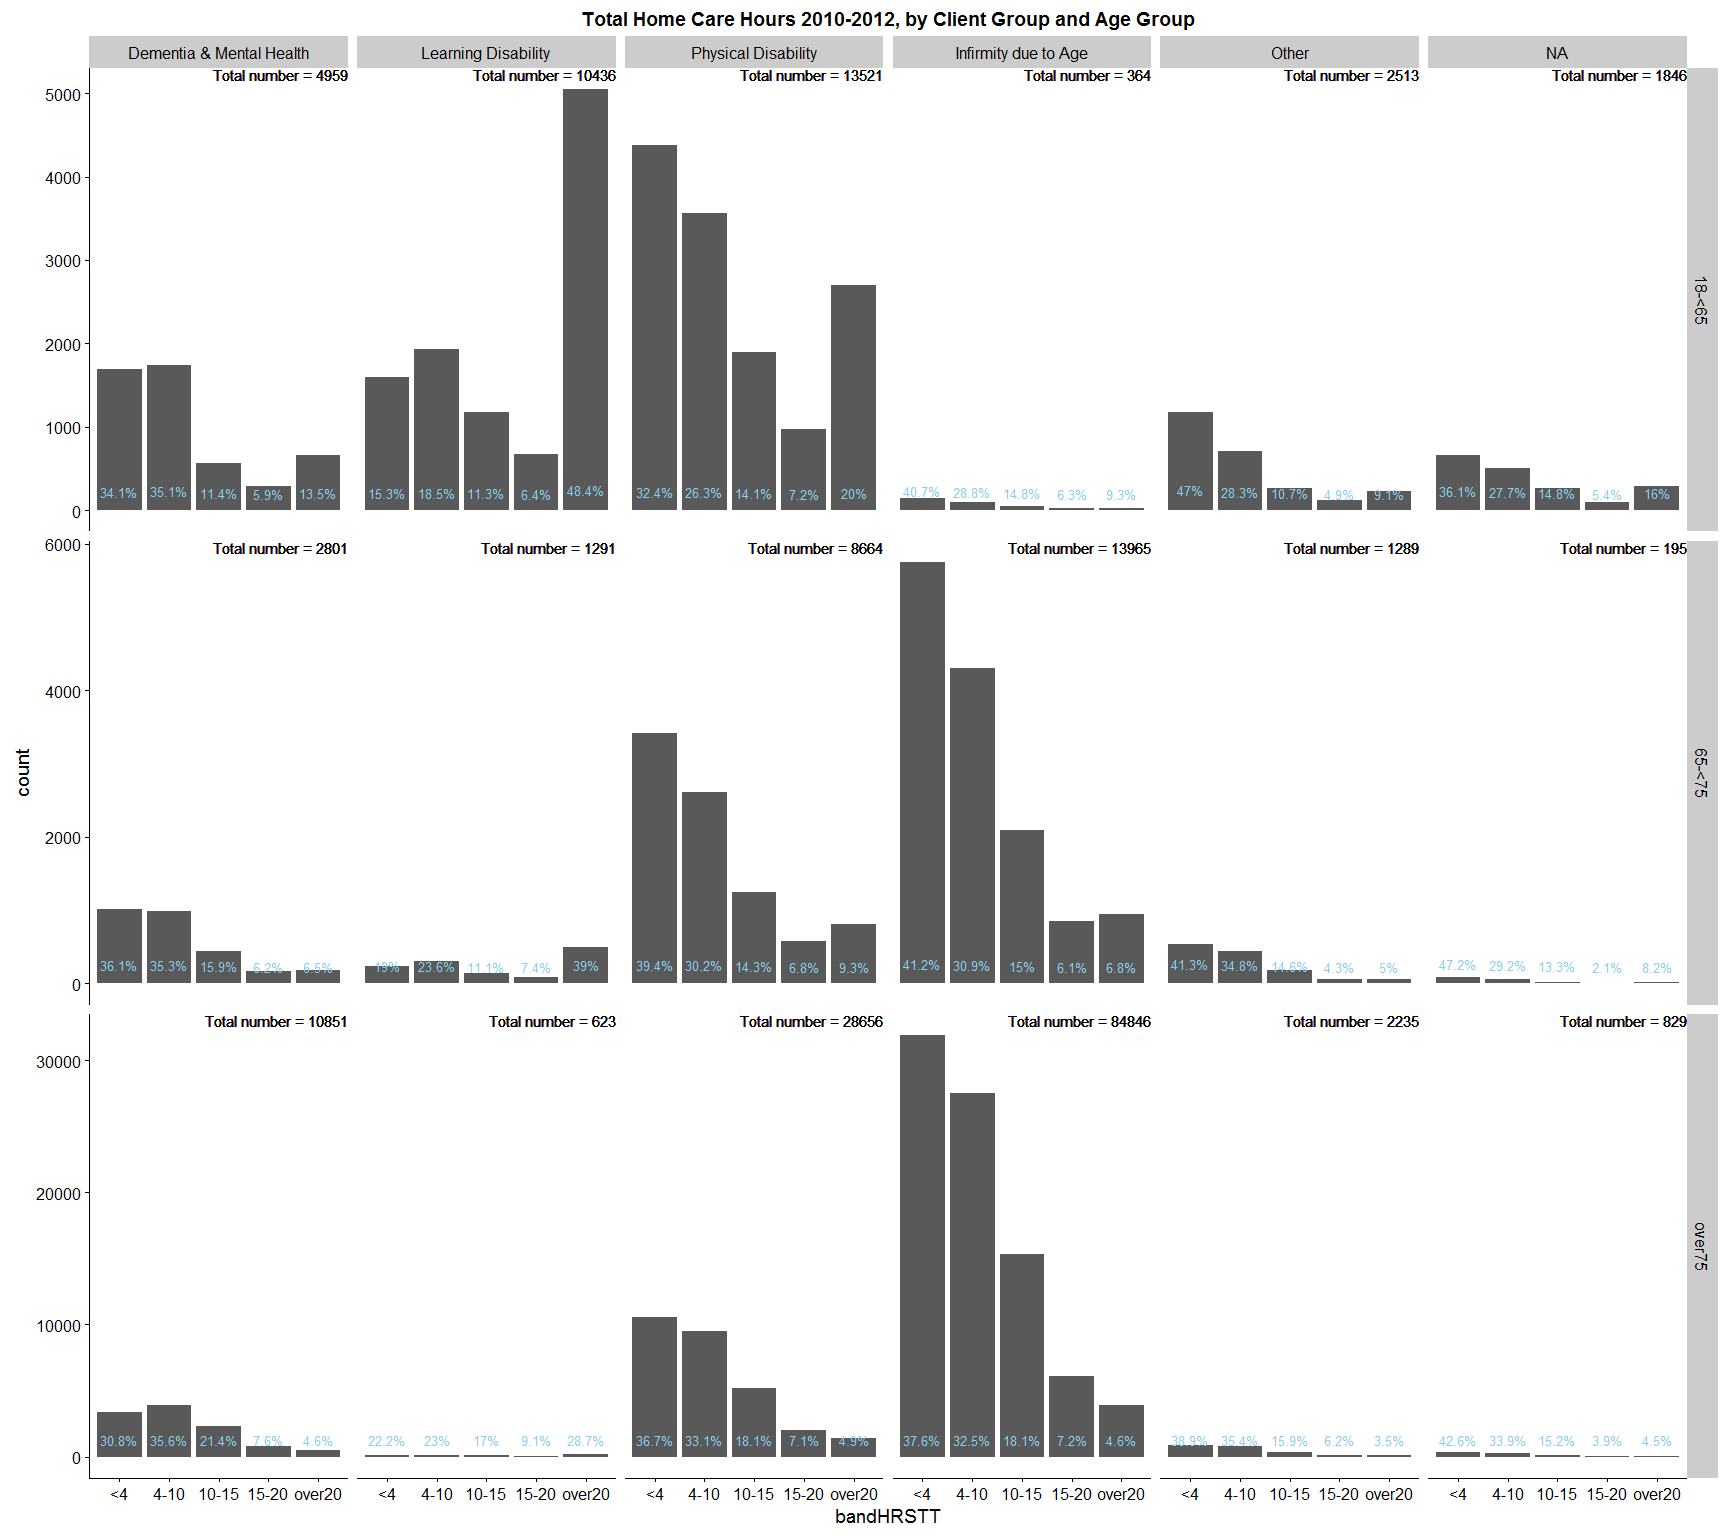 Total Home Care Hours 2010-2012, by Client Group and Age Group
Dementia & Mental Health
Learning Disability
Physical Disability
Infirmity due to Age
Other
NA
Total number = 4959
Total number = 10436
Total number = 13521
Total number = 364
Total number = 2513
Total number = 1846
5000
4000
3000
2000
1000
0
34.1% 35.1% 11.4% 5.9% 13.5%
15.3% 18.5% 11.3% 6.4% 48.4%
32.4% 26.3% 14.1% 7.2% 20%
40.7% 28.8% 14.8% 6.3% 9.3%
47% 28.3% 10.7% 4.9% 9.1%
36.1% 27.7% 14.8% 5.4% 16%
18-<65
Total number = 2801
Total number = 1291
Total number = 8664
Total number = 13965
Total number = 1289
Total number = 195
6000
4000
2000
0
36.1% 35.3% 15.9% 6.2% 6.5%
19% 23.6% 11.1% 7.4% 39%
39.4% 30.2% 14.3% 6.8% 9.3%
41.2% 30.9% 15% 6.1% 6.8%
41.3% 34.8% 14.6% 4.3% 5%
47.2% 29.2% 13.3% 2.1% 8.2%
65-<75
count
Total number = 10851
Total number = 623
Total number = 28656
Total number = 84846
Total number = 2235
Total number = 829
30000
20000
10000
0
30.8% 35.6% 21.4% 7.6% 4.6%
22.2% 23% 17% 9.1% 28.7%
36.7% 33.1% 18.1% 7.1% 4.9%
37.6% 32.5% 18.1% 7.2% 4.6%
38.9% 35.4% 15.9% 6.2% 3.5%
42.6% 33.9% 15.2% 3.9% 4.5%
over75
<4 4-10 10-15 15-20 over20
<4 4-10 10-15 15-20 over20
<4 4-10 10-15 15-20 over20
<4 4-10 10-15 15-20 over20
<4 4-10 10-15 15-20 over20
<4 4-10 10-15 15-20 over20
bandHRSTT